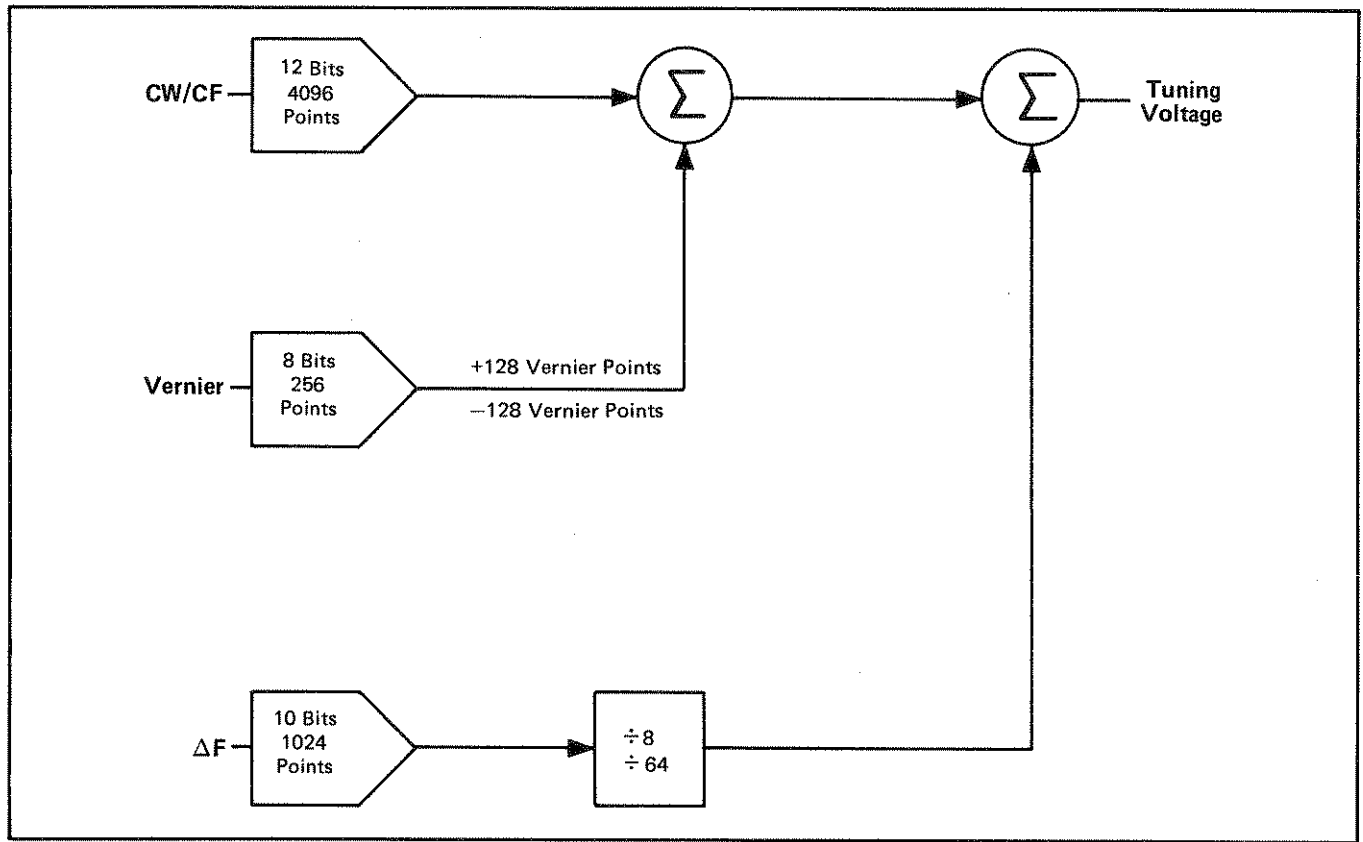 CW/CF
12 Bits
4096
Points
Σ
Σ
Tuning
Voltage
Vernier
8 Bits
256
Points
+128 Vernier Points
−128 Vernier Points
ΔF
10 Bits
1024
Points
÷8
÷64